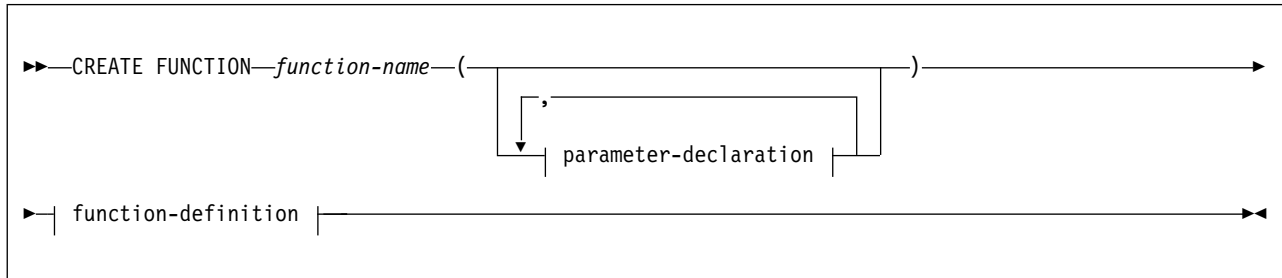 CREATE FUNCTION function-name ( )
,
parameter-declaration
function-definition